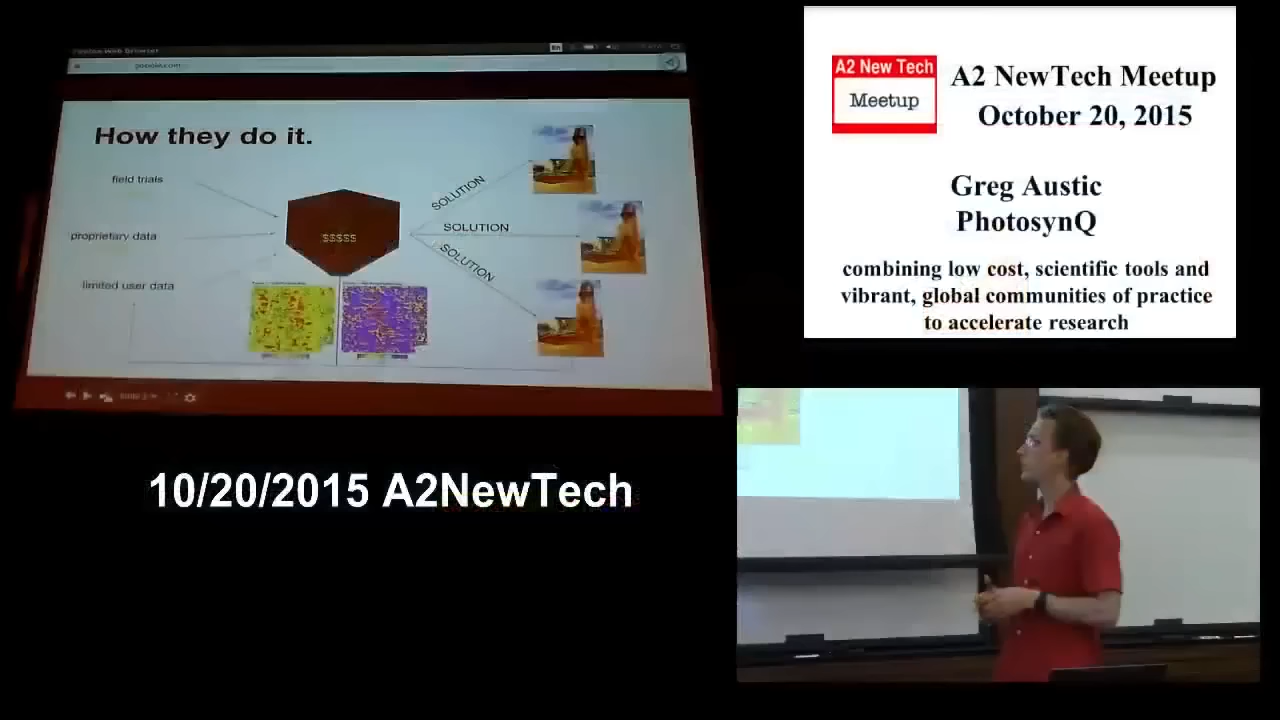 How they do it.
field trials
proprietary data
limited user data
$$$$$
SOLUTION
SOLUTION
SOLUTION
A2 New Tech
Meetup
A2 NewTech Meetup
October 20, 2015
Greg Austic
PhotosynQ
combining low cost, scientific tools and
vibrant, global communities of practice
to accelerate research
10/20/2015 A2NewTech